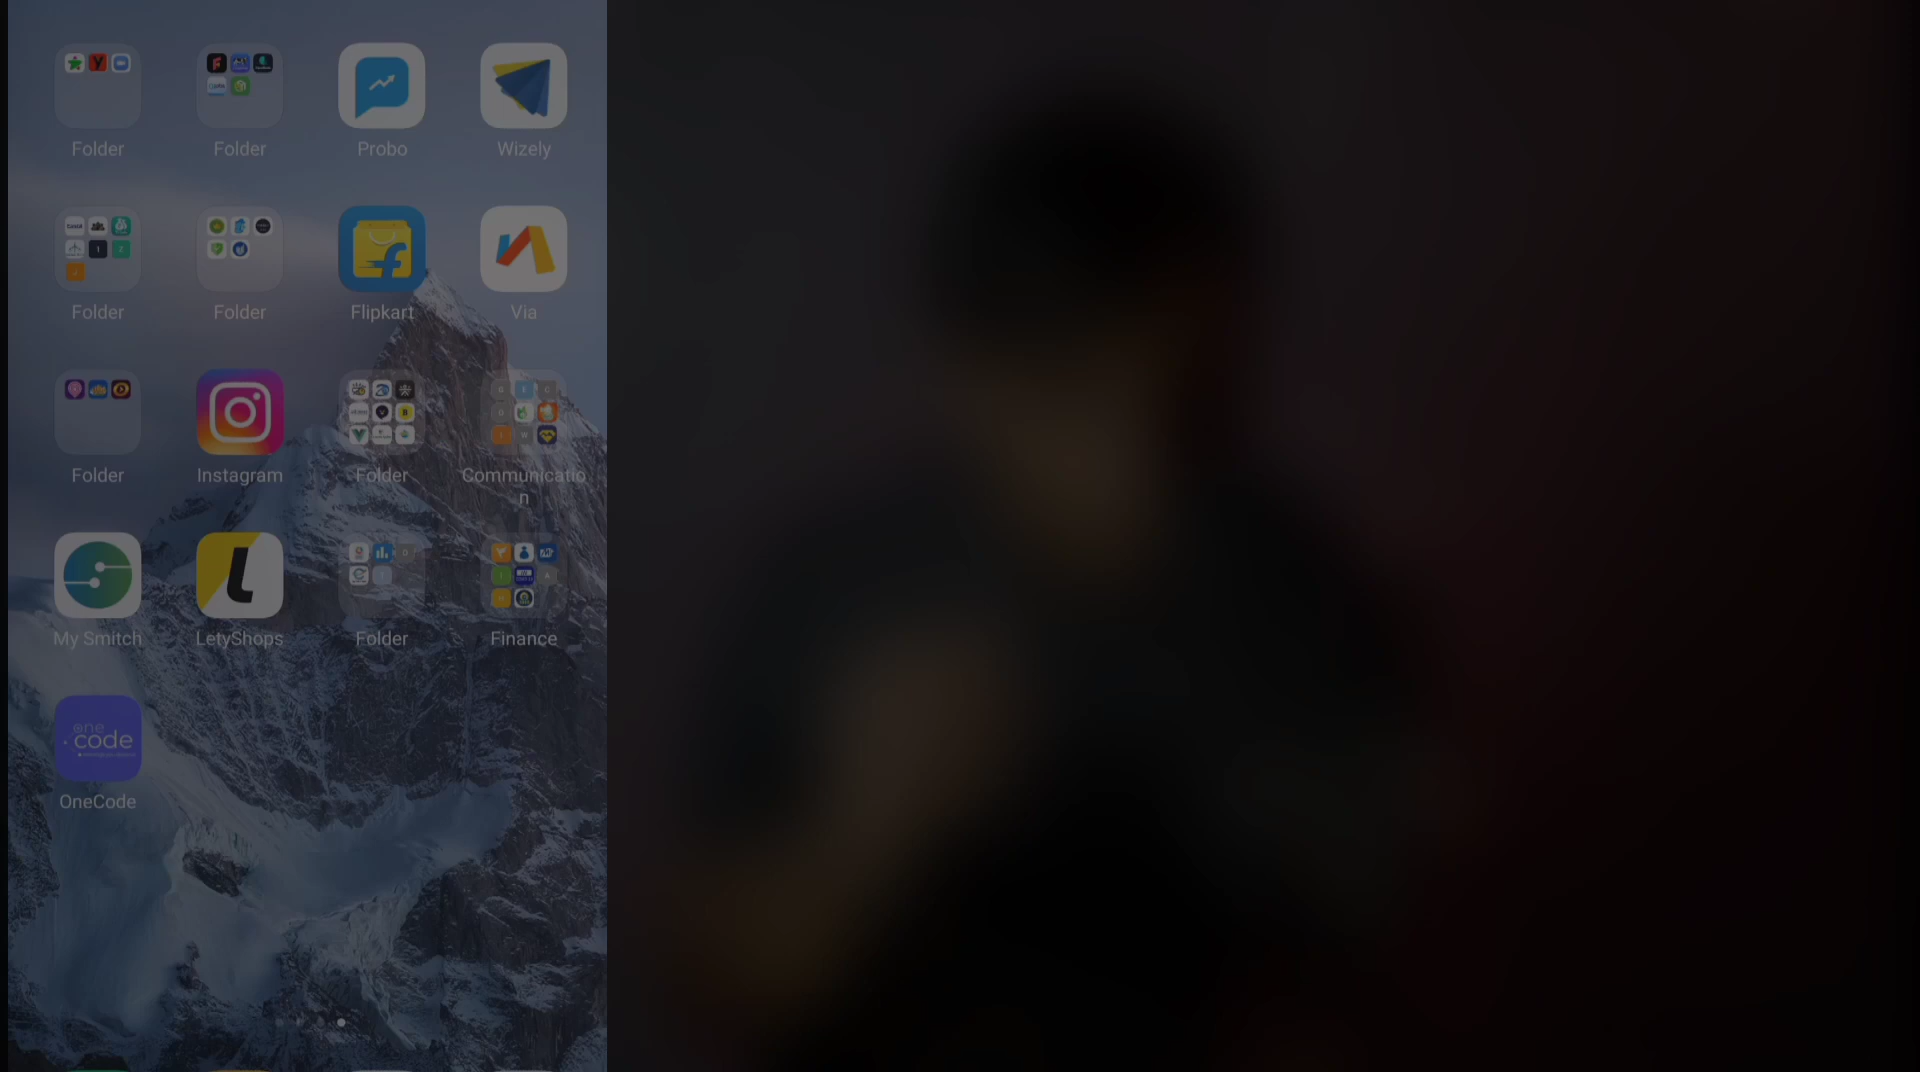 Folder
Folder
Probo
Wizely
Folder
Folder
Flipkart
Via
Folder
Instagram
Folder
Communicatio
n
My Smitch
LetyShops
Folder
Finance
one
code
OneCode